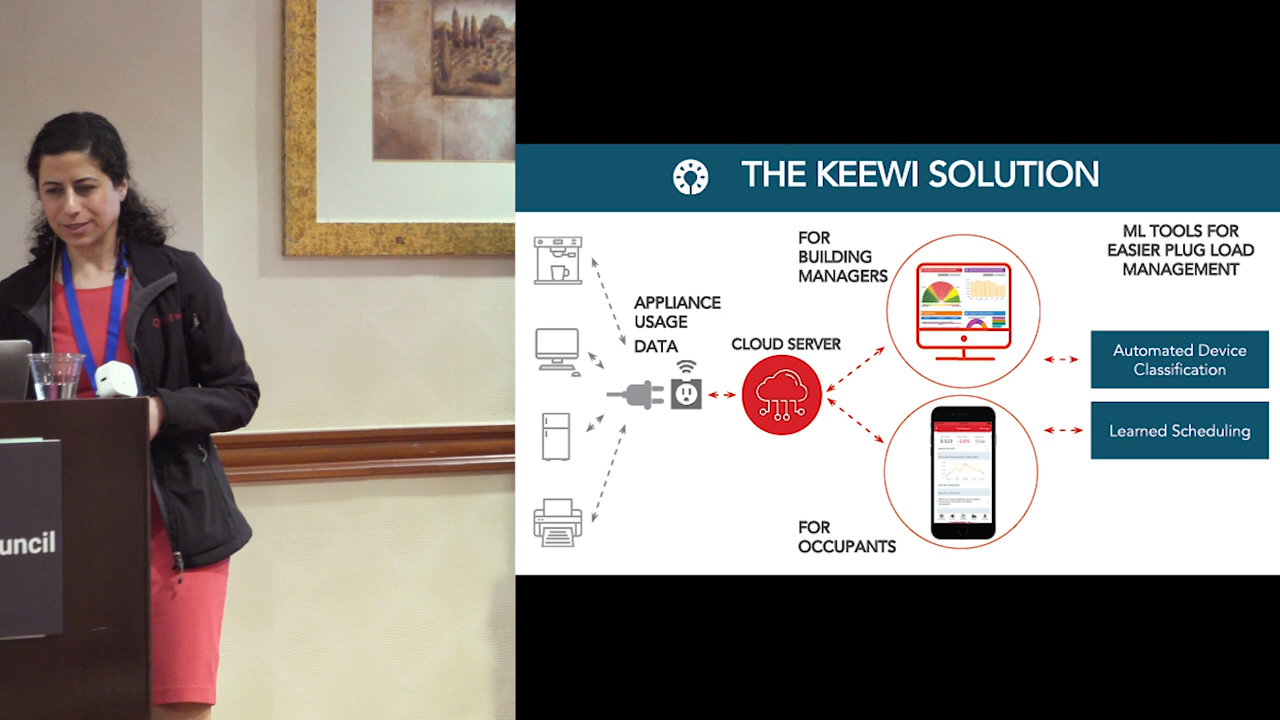 uncil
THE KEEWI SOLUTION
FOR
BUILDING
MANAGERS
ML TOOLS FOR
EASIER PLUG LOAD
MANAGEMENT
APPLIANCE
USAGE
DATA
CLOUD SERVER
Automated Device
Classification
Learned Scheduling
FOR
OCCUPANTS